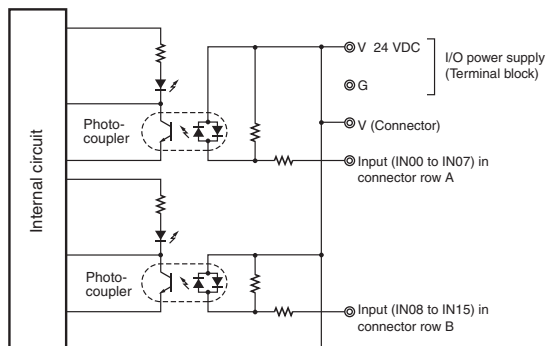 Internal circuit
Photo-
coupler
V 24 VDC
I/O power supply
(Terminal block)
G
V (Connector)
Input (IN00 to IN07) in
connector row A
Photo-
coupler
Input (IN08 to IN15) in
connector row B